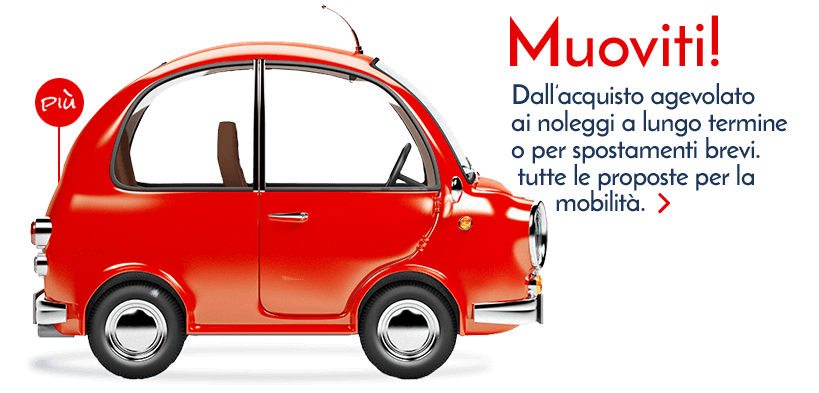 Muoviti!
più
Dall'acquisto agevolato
ai noleggi a lungo termine
o per spostamenti brevi.
tutte le proposte per la
mobilità.